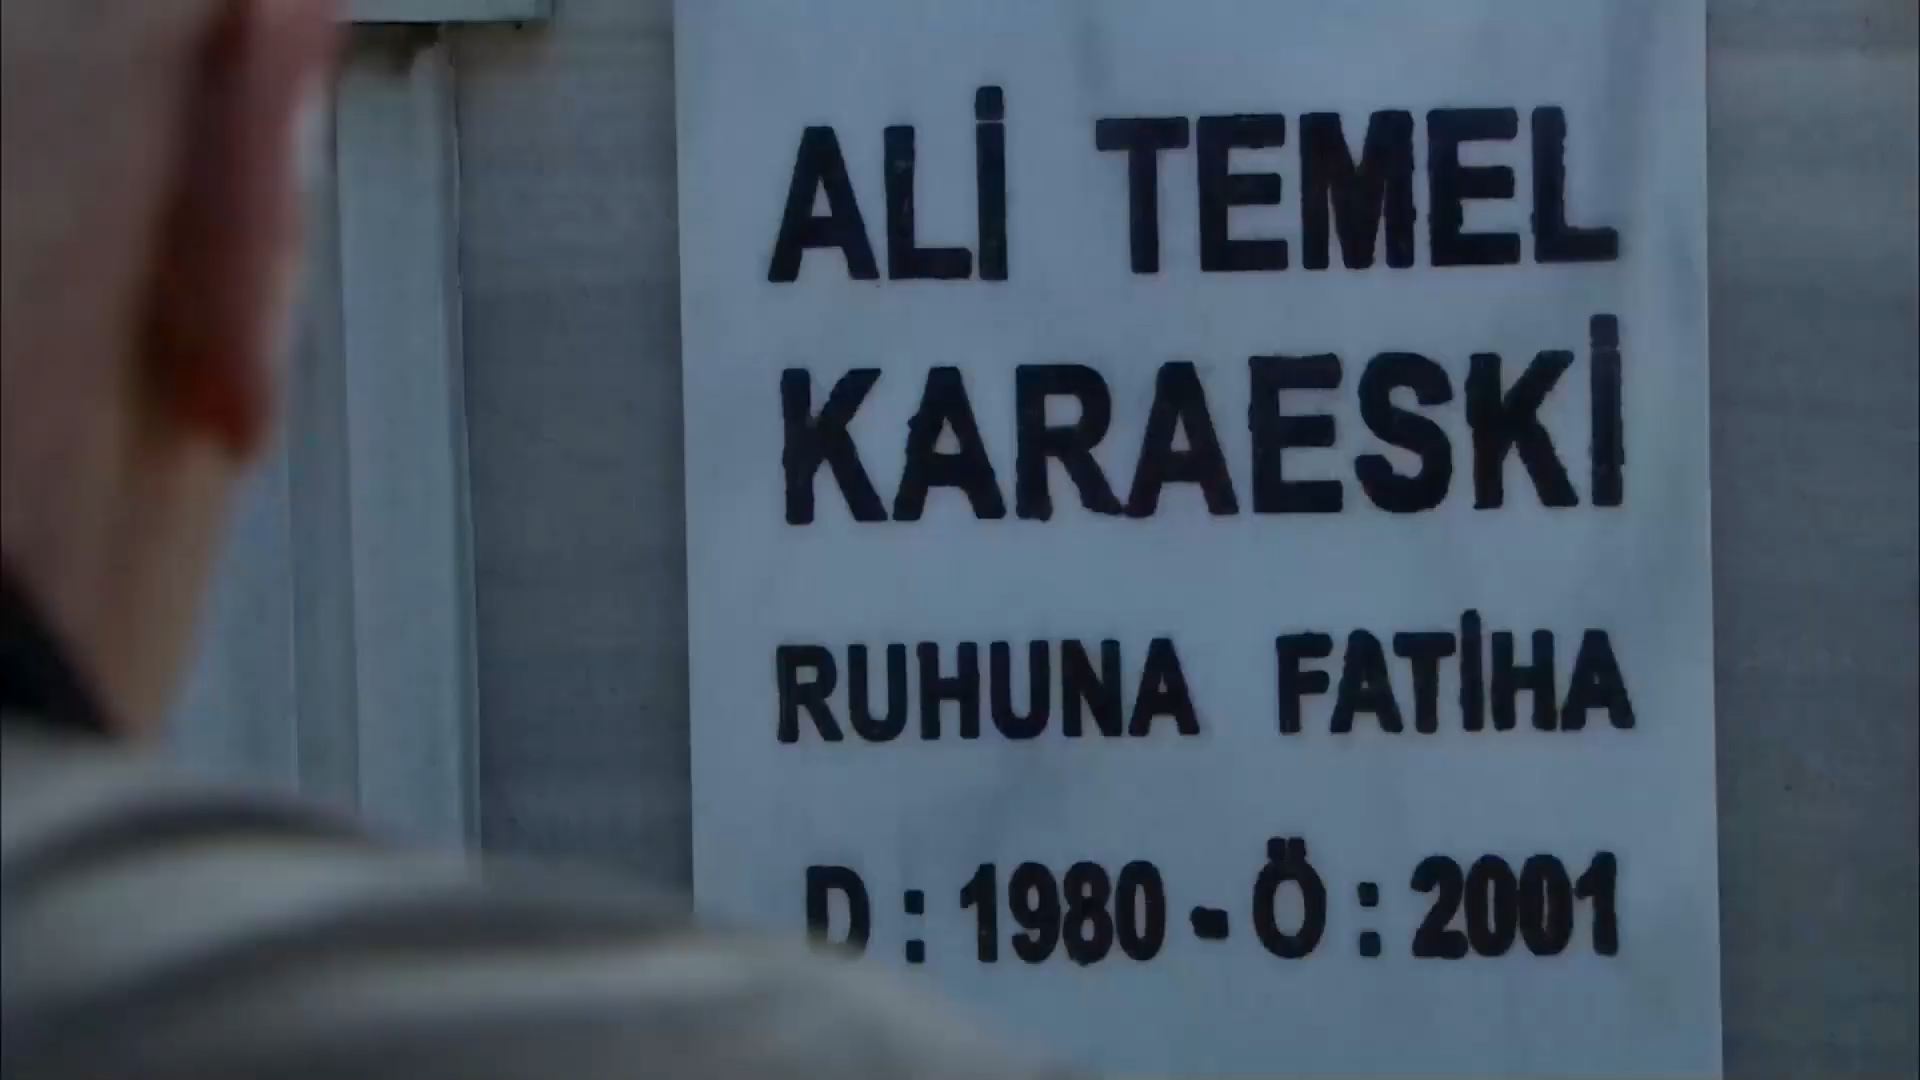 ALİ TEMEL
KARAESKİ
RUHUNA FATİHA
D : 1980 - Ö : 2001